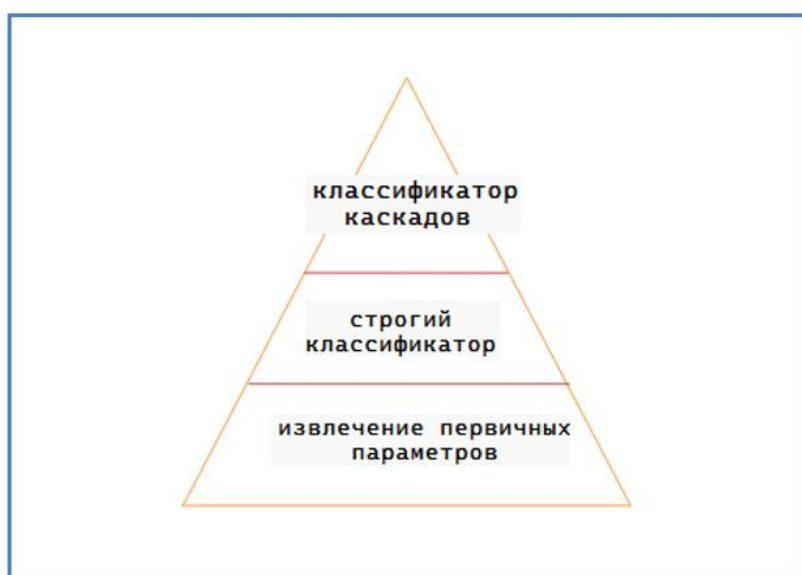 классификатор
каскадов
строгий
классификатор
извлечение первичных
параметров